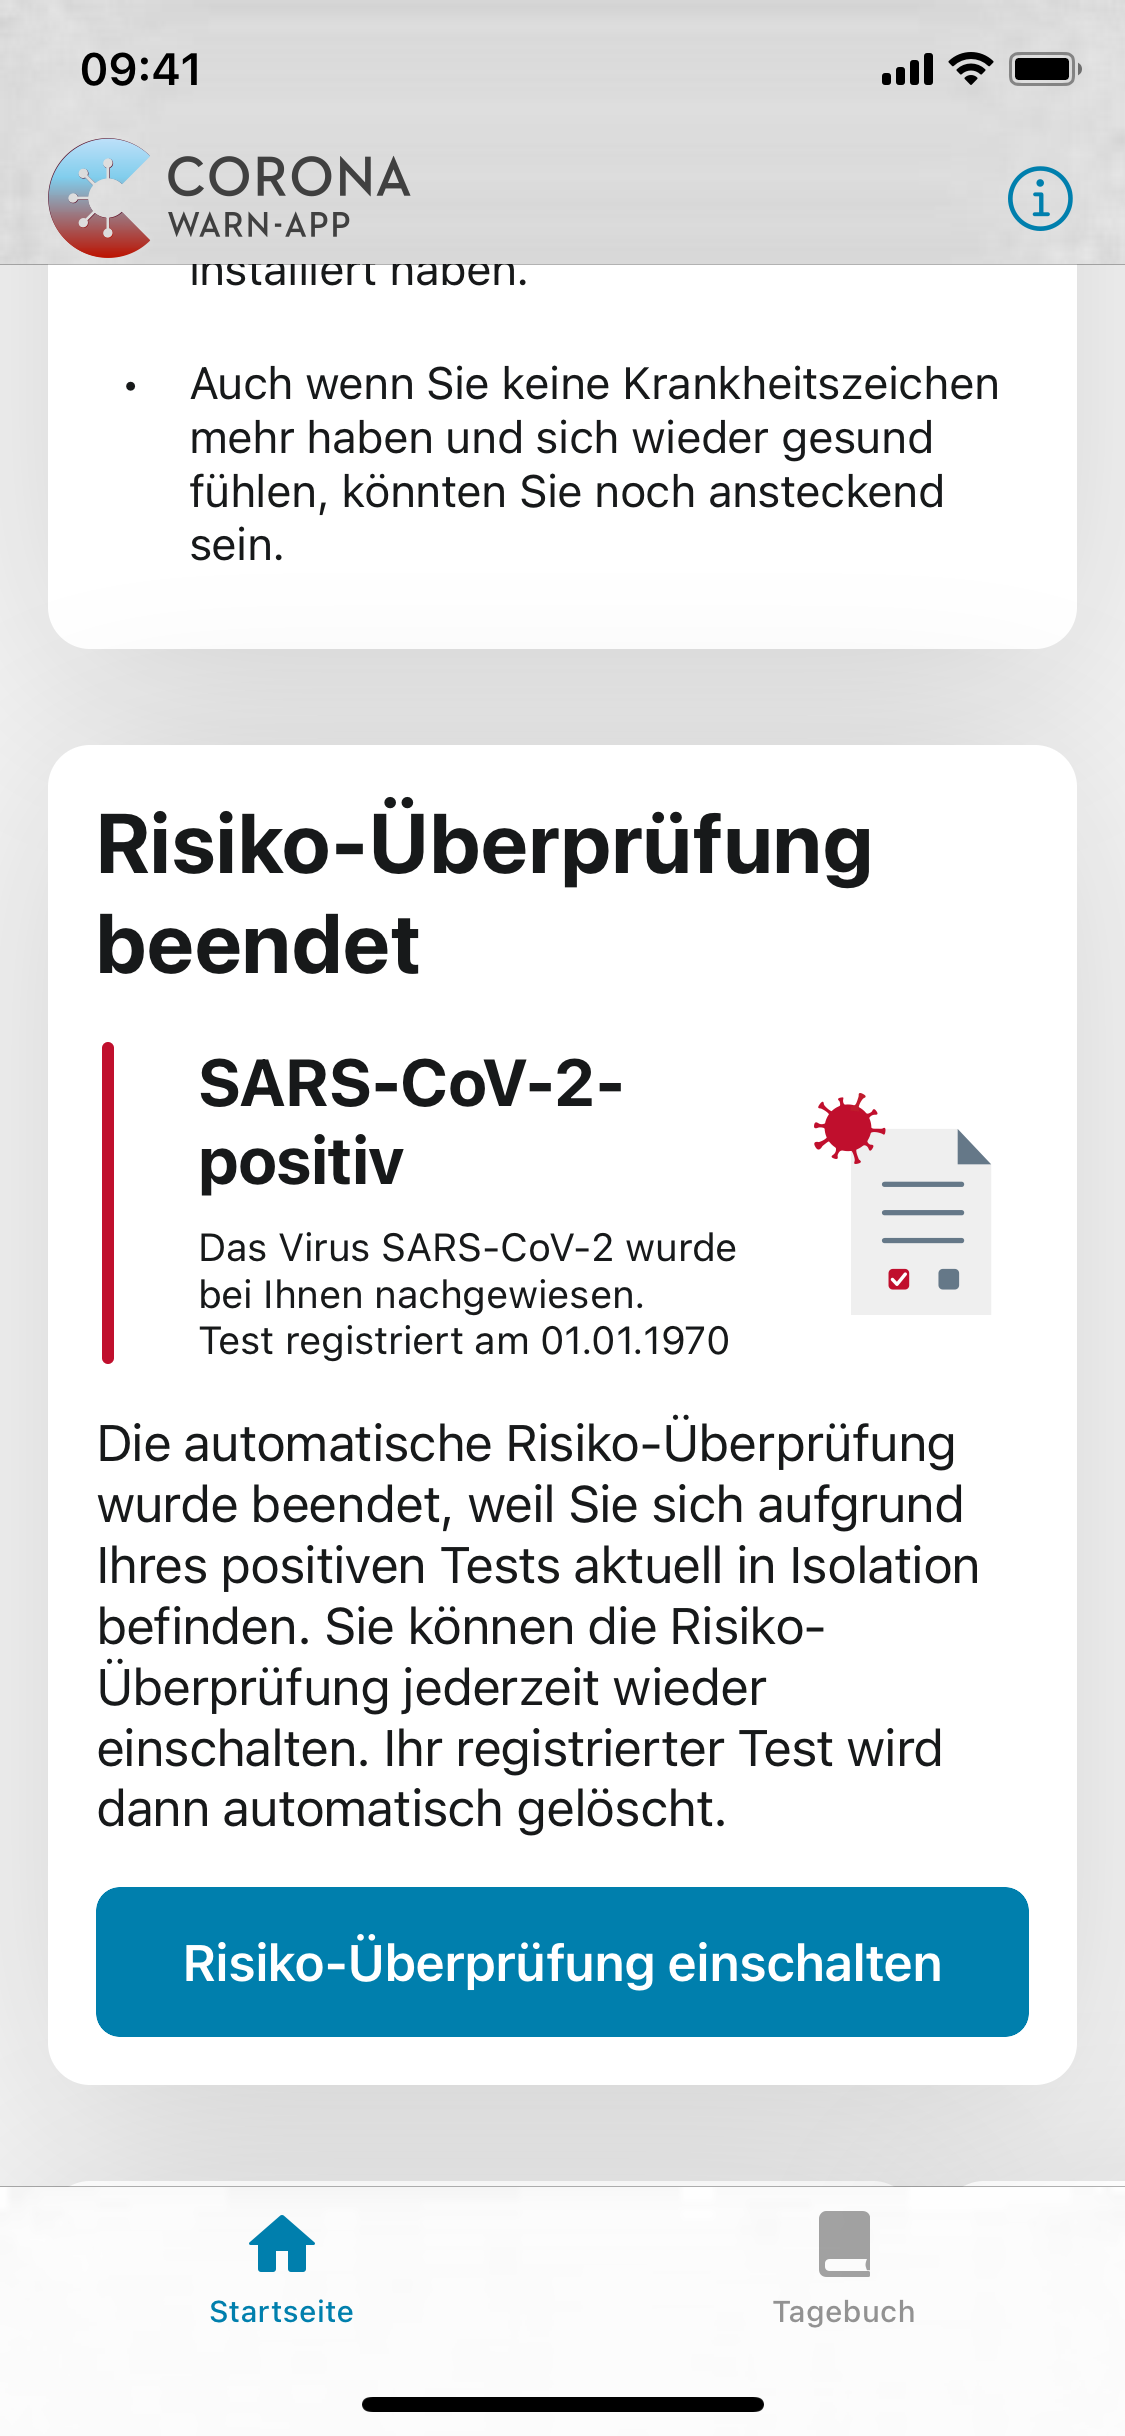 09:41
CORONA
WARN-APP
installiert haben.
• Auch wenn Sie keine Krankheitszeichen
mehr haben und sich wieder gesund
fühlen, könnten Sie noch ansteckend
sein.
Risiko-Überprüfung
beendet
SARS-CoV-2-
positiv
Das Virus SARS-CoV-2 wurde
bei Ihnen nachgewiesen.
Test registriert am 01.01.1970
Die automatische Risiko-Überprüfung
wurde beendet, weil Sie sich aufgrund
Ihres positiven Tests aktuell in Isolation
befinden. Sie können die Risiko-
Überprüfung jederzeit wieder
einschalten. Ihr registrierter Test wird
dann automatisch gelöscht.
Risiko-Überprüfung einschalten
Startseite
Tagebuch